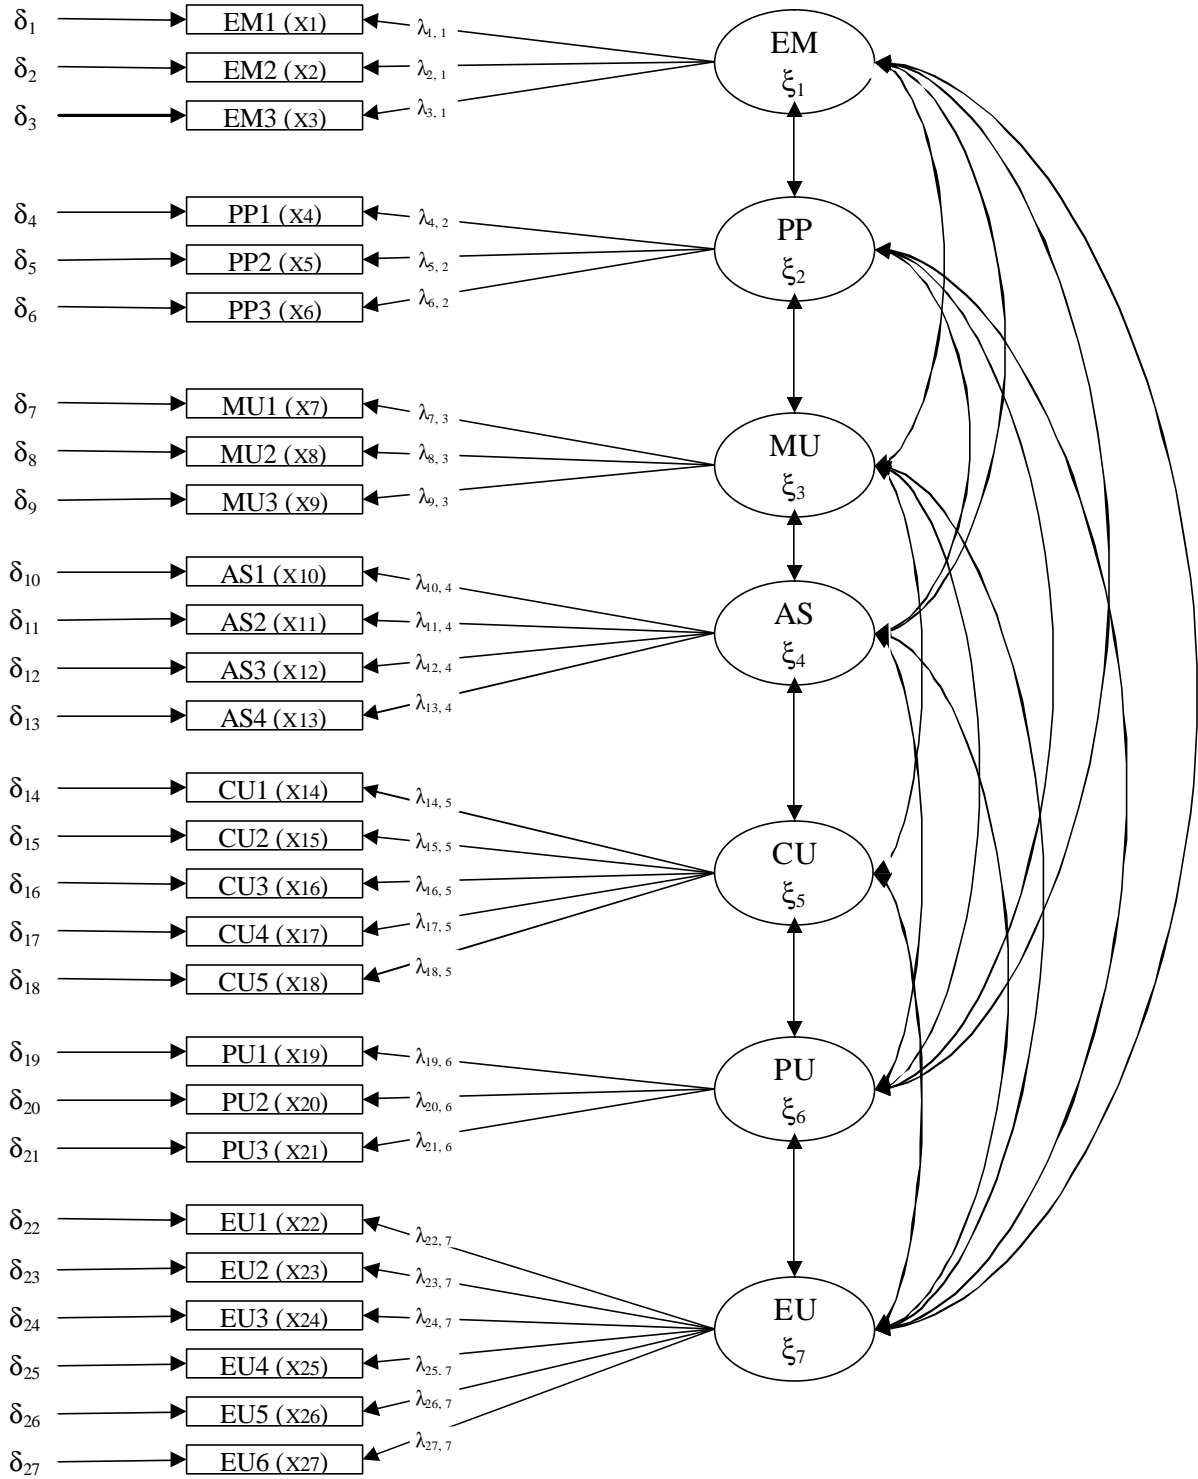 δ1 EM1 (X1) λ1, 1
δ2 EM2 (X2) λ2, 1
δ3 EM3 (X3) λ3, 1
EM
ξ1
δ4 PP1 (X4) λ4, 2
δ5 PP2 (X5) λ5, 2
δ6 PP3 (X6) λ6, 2
PP
ξ2
δ7 MU1 (X7) λ7, 3
δ8 MU2 (X8) λ8, 3
δ9 MU3 (X9) λ9, 3
MU
ξ3
δ10 AS1 (X10) λ10, 4
δ11 AS2 (X11) λ11, 4
δ12 AS3 (X12) λ12, 4
δ13 AS4 (X13) λ13, 4
AS
ξ4
δ14 CU1 (X14) λ14, 5
δ15 CU2 (X15) λ15, 5
δ16 CU3 (X16) λ16, 5
δ17 CU4 (X17) λ17, 5
δ18 CU5 (X18) λ18, 5
CU
ξ5
δ19 PU1 (X19) λ19, 6
δ20 PU2 (X20) λ20, 6
δ21 PU3 (X21) λ21, 6
PU
ξ6
δ22 EU1 (X22) λ22, 7
δ23 EU2 (X23) λ23, 7
δ24 EU3 (X24) λ24, 7
δ25 EU4 (X25) λ25, 7
δ26 EU5 (X26) λ26, 7
δ27 EU6 (X27) λ27, 7
EU
ξ7